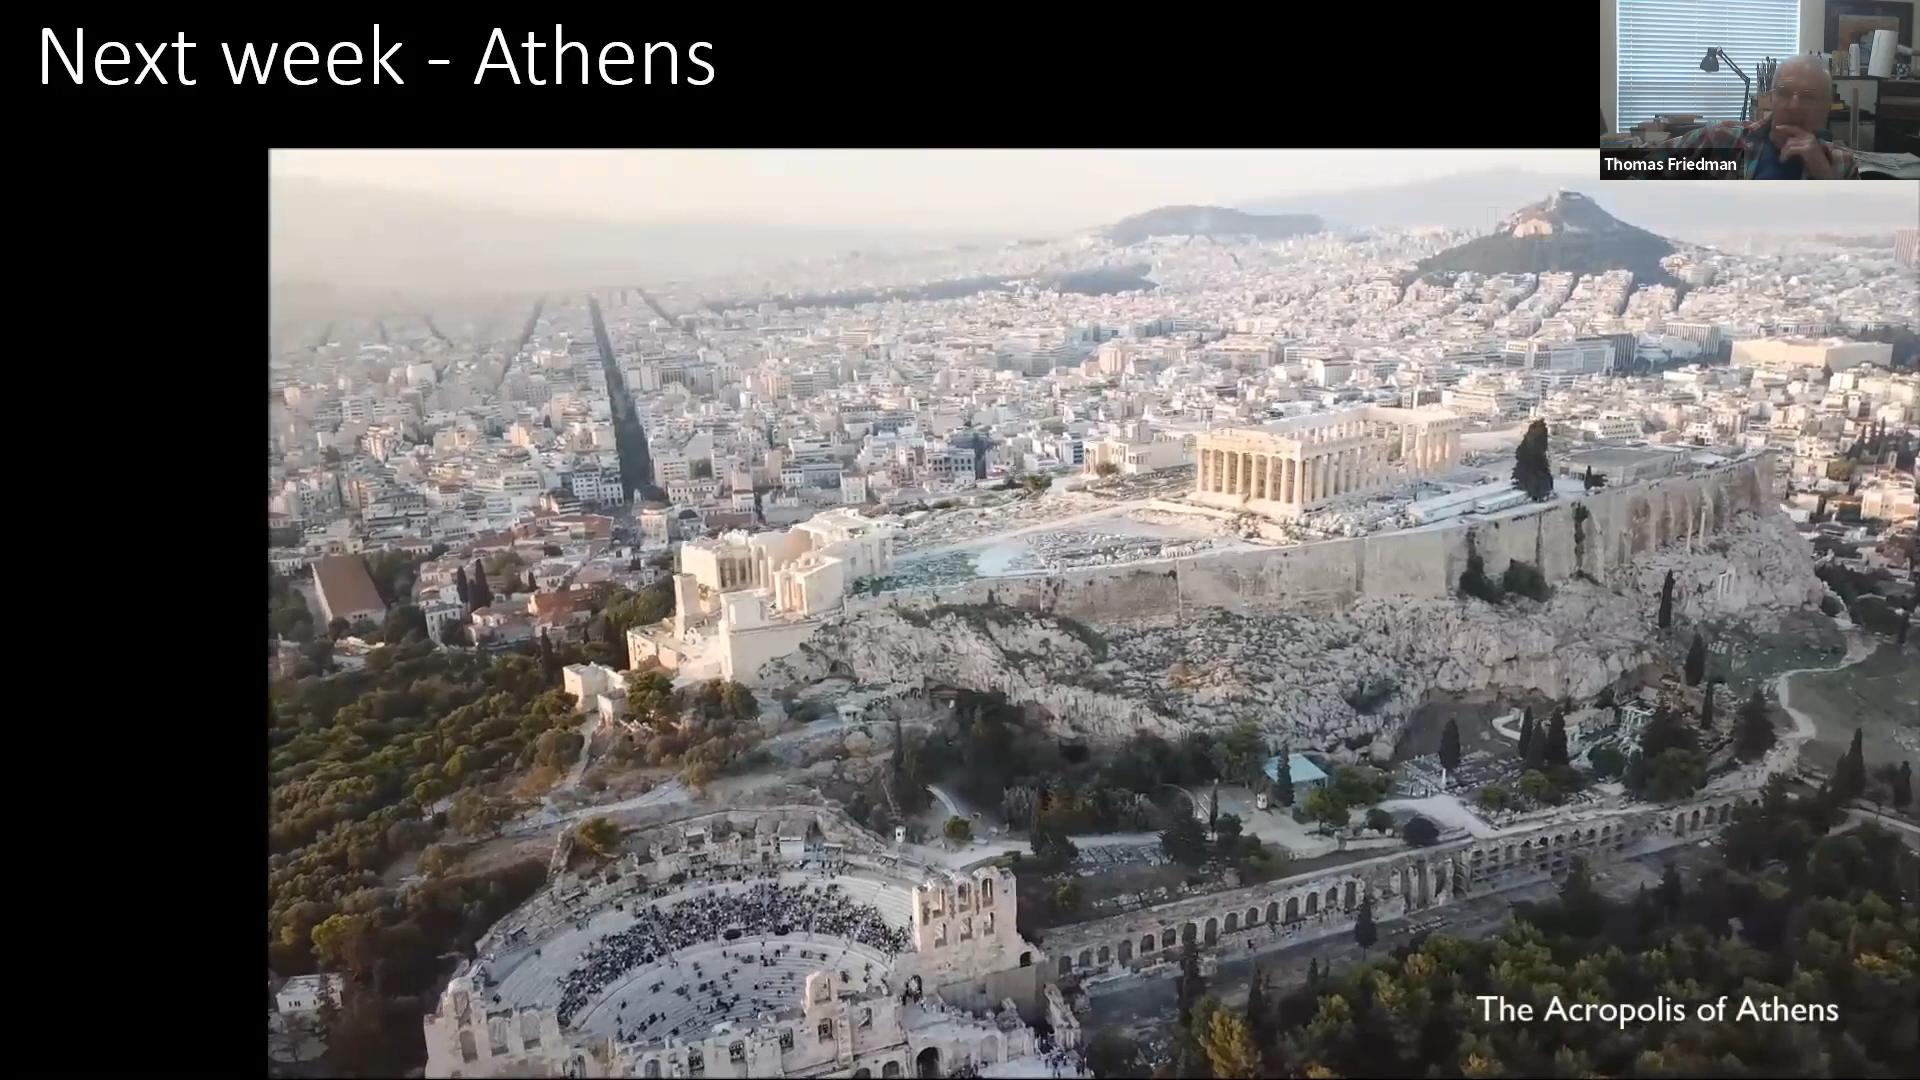 Next week - Athens
Thomas Friedman
The Acropolis of Athens